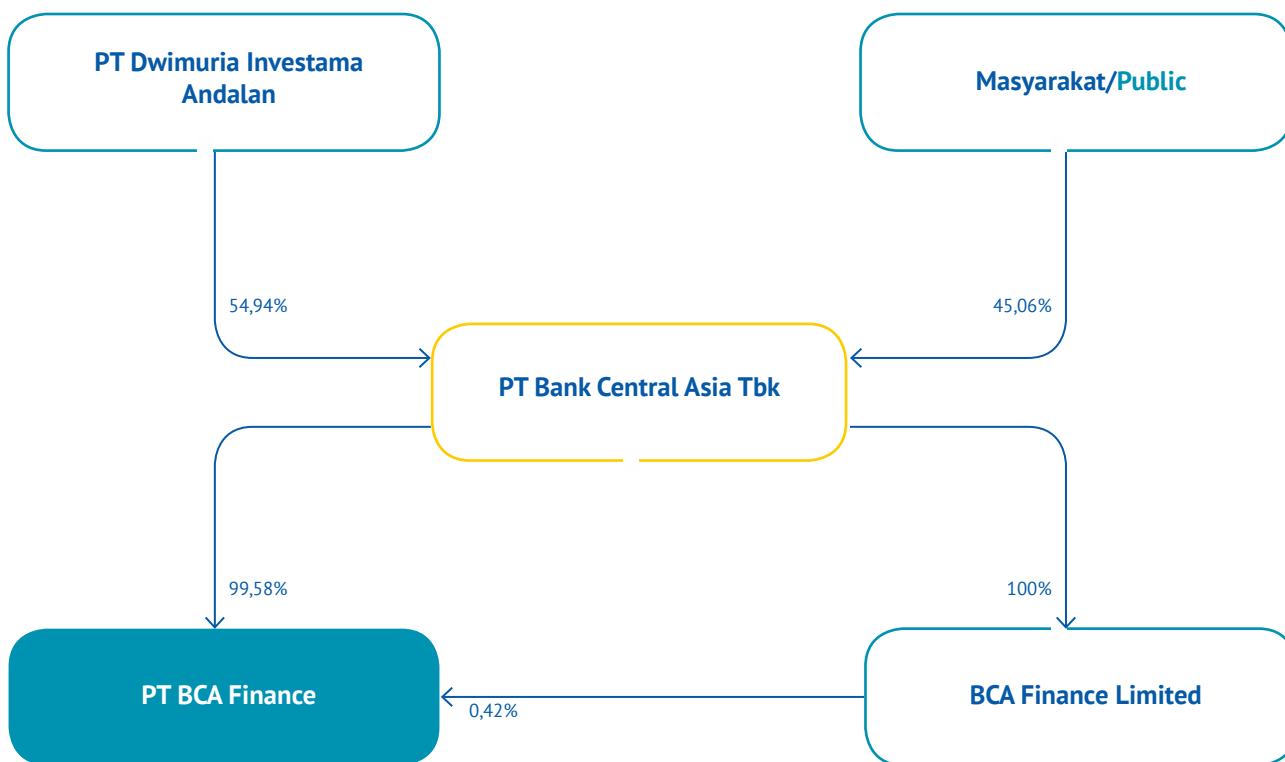 PT Dwimuria Investama
Andalan
Masyarakat/Public
54,94%
45,06%
PT Bank Central Asia Tbk
99,58%
100%
PT BCA Finance
0,42%
BCA Finance Limited